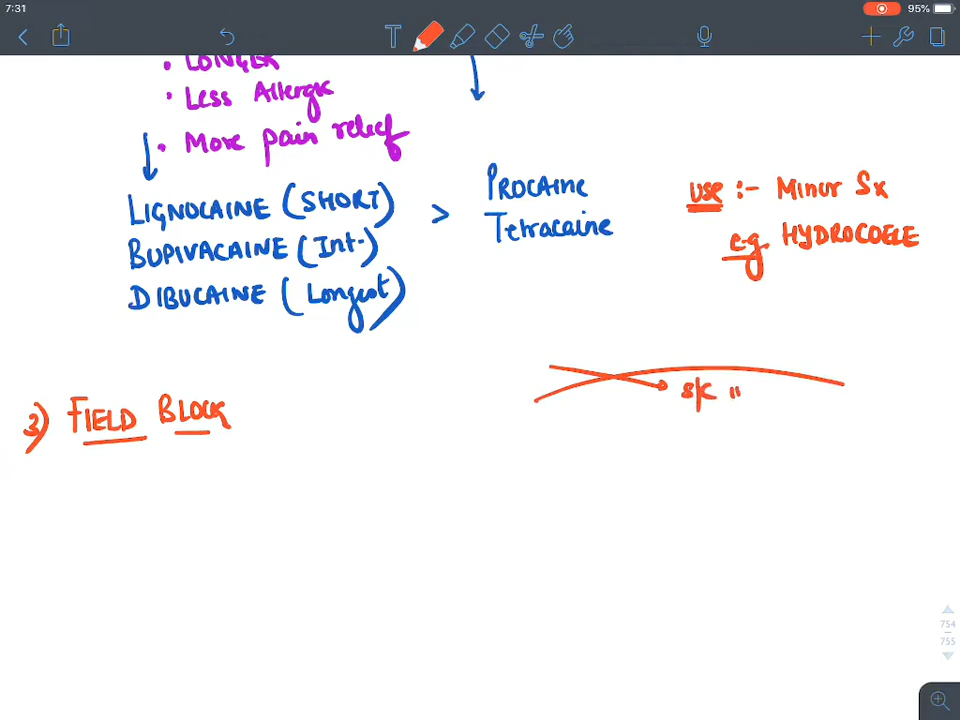 7:31
95%
T
• LONGER
• Less Allergic
• More pain relief
LIGNOCAINE (SHORT)
BUPIVACAINE (Int-)
DIBUCAINE (Longest)
>
PROCAINE
Tetracaine
USE :- Minor Sx
e.g. HYDROCOELE
S/C "
3) FIELD BLOCK
754
755